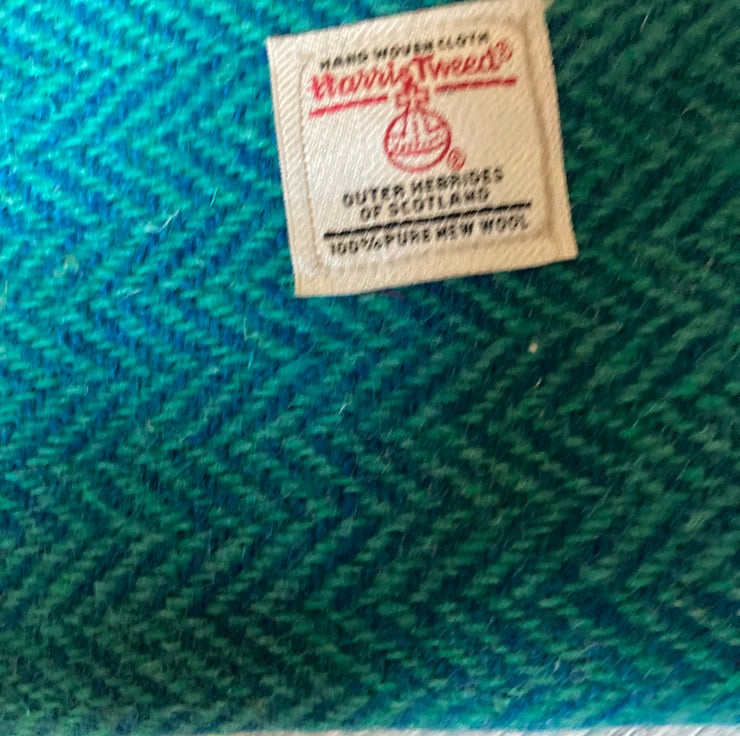 HAND WOVEN CLOTH
Harris Tweed®
®
OUTER HEBRIDES
OF SCOTLAND
100% PURE NEW WOOL